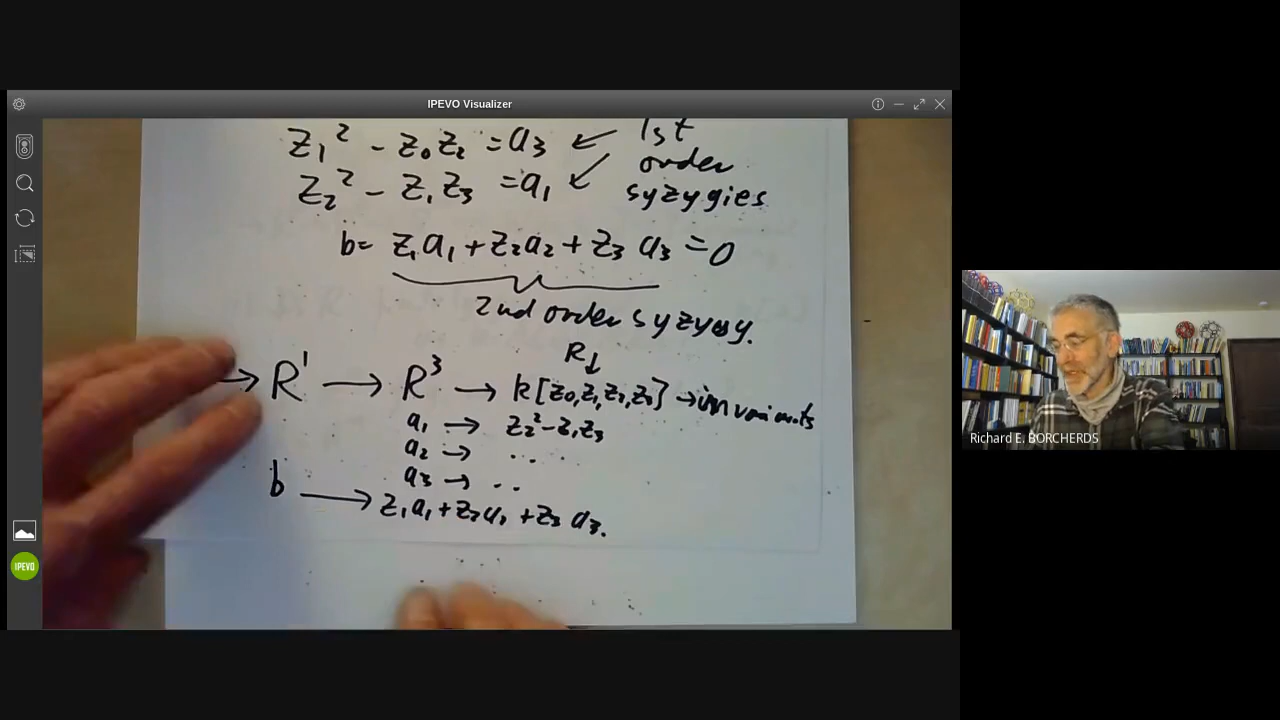 IPEVO Visualizer
z₁² - z₀z₂ = a₃ ← 1st
order
z₂² - z₁z₃ = a₁ ← syzygies
b = z₁a₁ + z₂a₂ + z₃a₃ = 0
2nd order syzygy.
R ↓
→ R¹ → R³ → k[z₀,z₁,z₂,z₃] → invariants
a₁ → z₂² - z₁z₃
a₂ → ...
a₃ → ..
b → z₁a₁ + z₂a₂ + z₃a₃.
Richard E. BORCHERDS
IPEVO